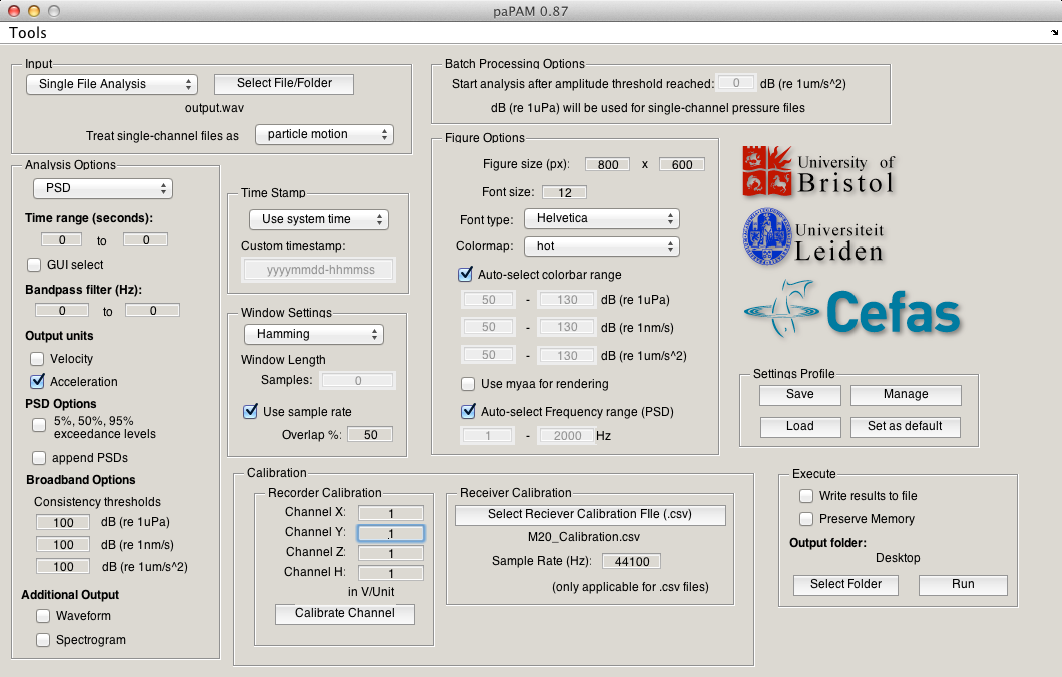 paPAM 0.87
Tools
Input
Single File Analysis
Select File/Folder
output.wav
Treat single-channel files as
particle motion
Batch Processing Options
Start analysis after amplitude threshold reached: 0 dB (re 1um/s^2)
dB (re 1uPa) will be used for single-channel pressure files
Analysis Options
PSD
Time range (seconds):
0 to 0
GUI select
Bandpass filter (Hz):
0 to 0
Output units
Velocity
Acceleration
PSD Options
5%, 50%, 95%
exceedance levels
append PSDs
Broadband Options
Consistency thresholds
100 dB (re 1uPa)
100 dB (re 1nm/s)
100 dB (re 1um/s^2)
Additional Output
Waveform
Spectrogram
Time Stamp
Use system time
Custom timestamp:
yyyymmdd-hhmmss
Window Settings
Hamming
Window Length
Samples: 0
Use sample rate
Overlap %: 50
Figure Options
Figure size (px): 800 x 600
Font size: 12
Font type: Helvetica
Colormap: hot
Auto-select colorbar range
50 - 130 dB (re 1uPa)
50 - 130 dB (re 1nm/s)
50 - 130 dB (re 1um/s^2)
Use myaa for rendering
Auto-select Frequency range (PSD)
1 - 2000 Hz
University of
Bristol
Universiteit
Leiden
Cefas
Settings Profile
Save
Manage
Load
Set as default
Calibration
Recorder Calibration
Channel X: 1
Channel Y: 1
Channel Z: 1
Channel H: 1
in V/Unit
Calibrate Channel
Receiver Calibration
Select Reciever Calibration FIle (.csv)
M20_Calibration.csv
Sample Rate (Hz): 44100
(only applicable for .csv files)
Execute
Write results to file
Preserve Memory
Output folder:
Desktop
Select Folder
Run